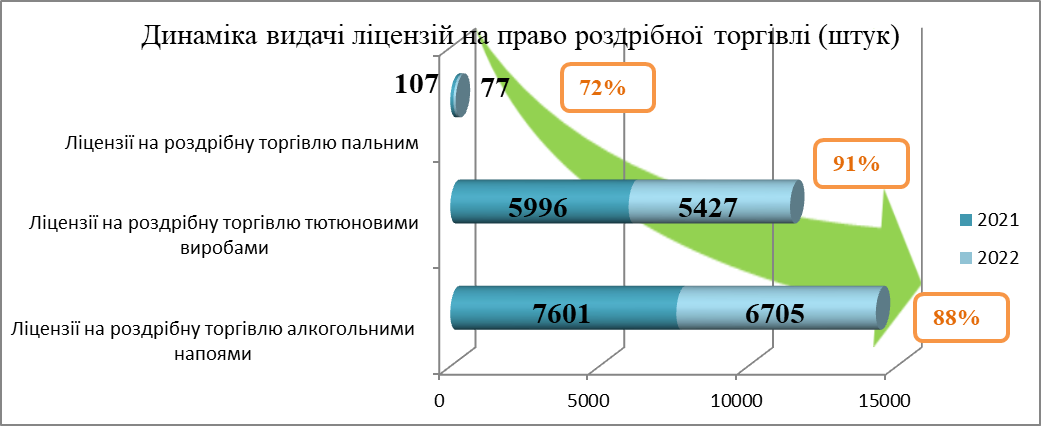 Динаміка видачі ліцензій на право роздрібної торгівлі (штук)
107 77 72%
Ліцензії на роздрібну торгівлю пальним
91%
5996 5427
Ліцензії на роздрібну торгівлю тютюновими
виробами
2021
2022
7601 6705 88%
Ліцензії на роздрібну торгівлю алкогольними
напоями
0 5000 10000 15000